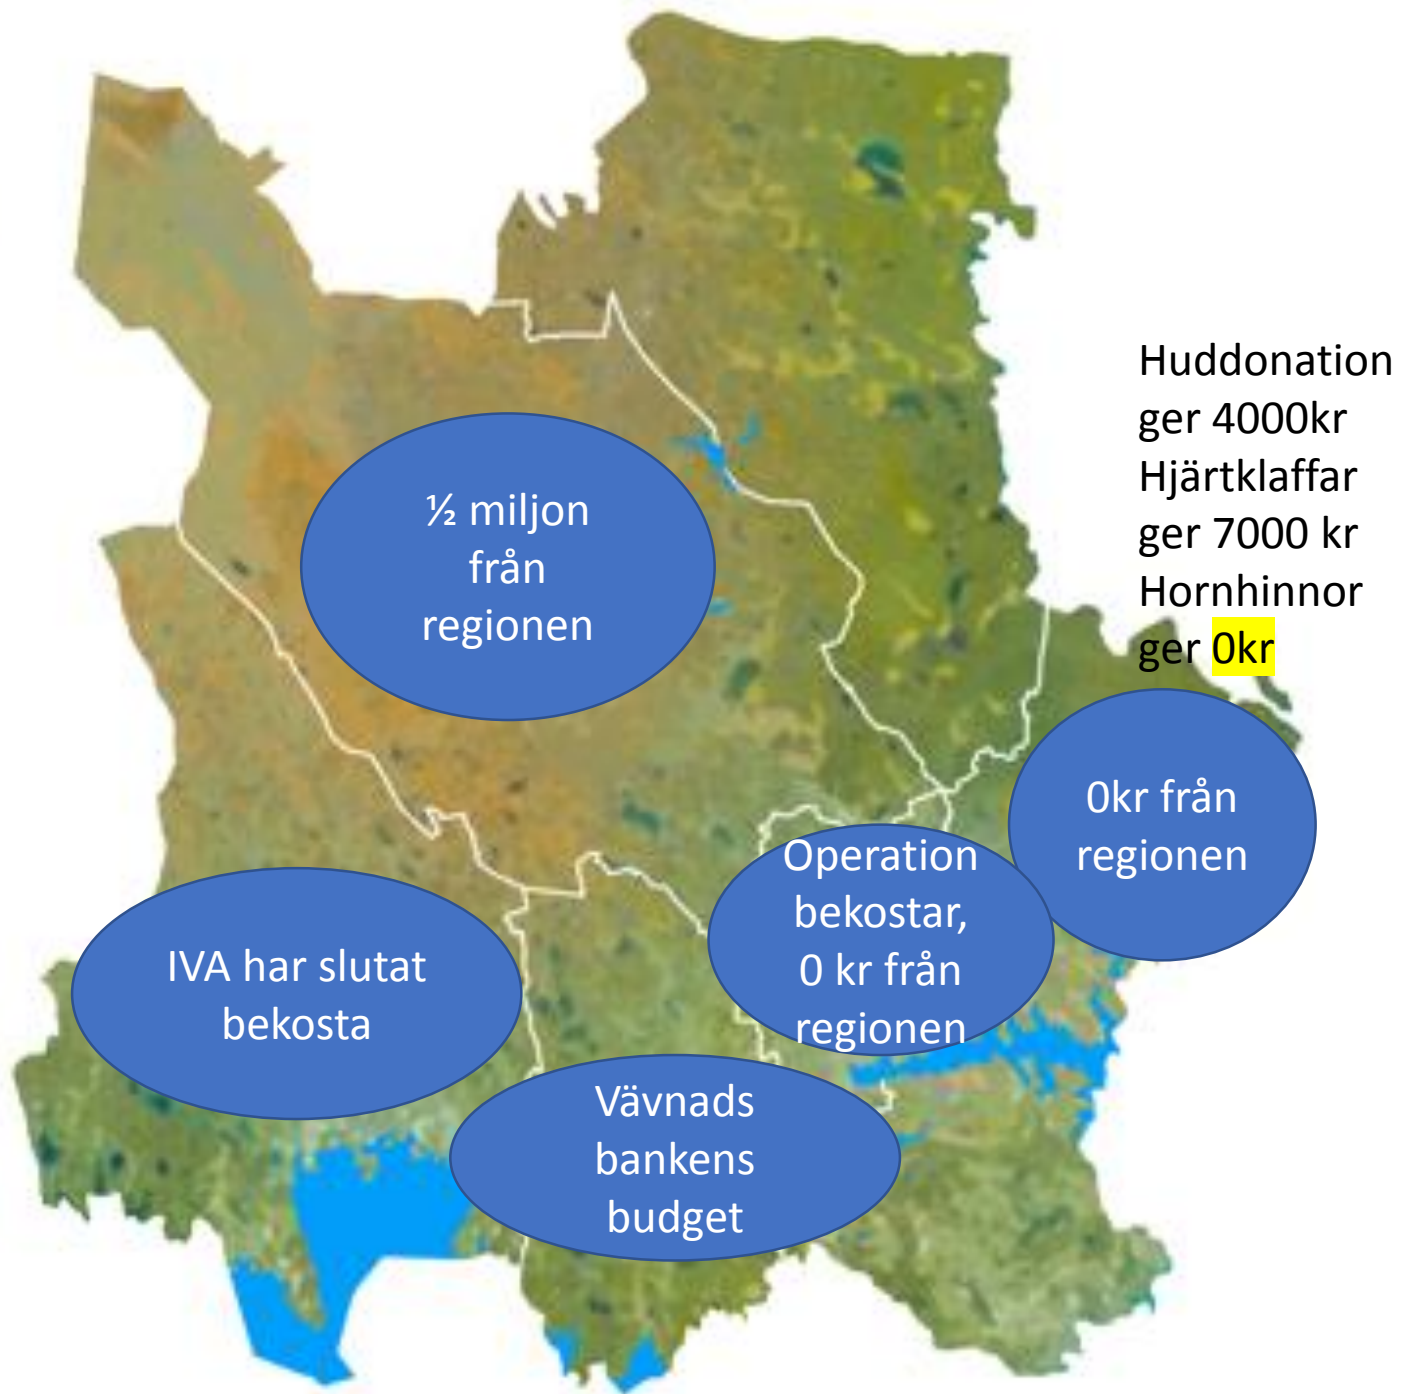 Huddonation
ger 4000kr
Hjärtklaffar
ger 7000 kr
Hornhinnor
ger 0kr
½ miljon
från
regionen
0kr från
regionen
Operation
bekostar,
0 kr från
regionen
IVA har slutat
bekosta
Vävnads
bankens
budget